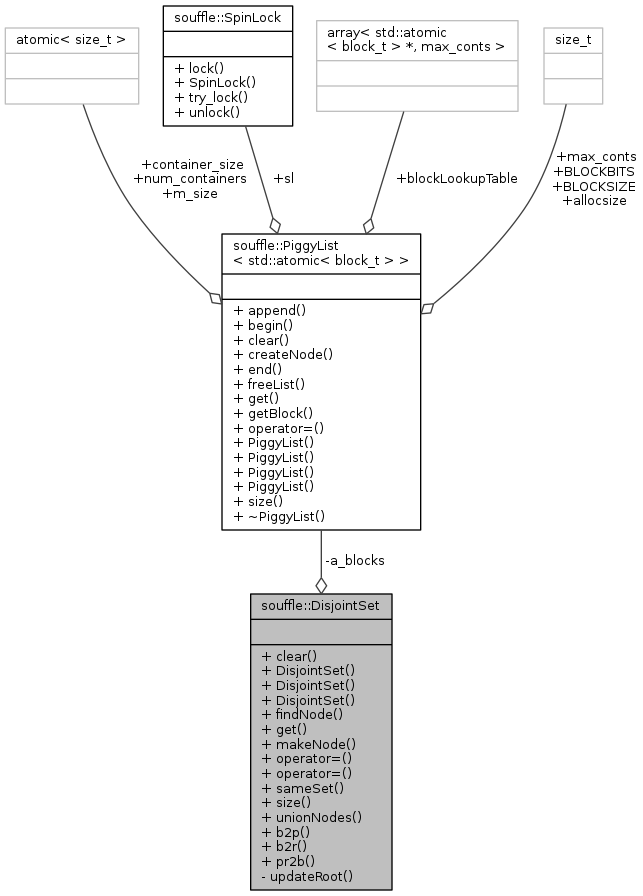 atomic< size_t >
souffle::SpinLock
+ lock()
+ SpinLock()
+ try_lock()
+ unlock()
array< std::atomic
< block_t > *, max_conts >
size_t
+container_size
+num_containers
+m_size
+sl
+blockLookupTable
+max_conts
+BLOCKBITS
+BLOCKSIZE
+allocsize
souffle::PiggyList
< std::atomic< block_t > >
+ append()
+ begin()
+ clear()
+ createNode()
+ end()
+ freeList()
+ get()
+ getBlock()
+ operator=()
+ PiggyList()
+ PiggyList()
+ PiggyList()
+ PiggyList()
+ size()
+ ~PiggyList()
-a_blocks
souffle::DisjointSet
+ clear()
+ DisjointSet()
+ DisjointSet()
+ DisjointSet()
+ findNode()
+ get()
+ makeNode()
+ operator=()
+ operator=()
+ sameSet()
+ size()
+ unionNodes()
+ b2p()
+ b2r()
+ pr2b()
- updateRoot()